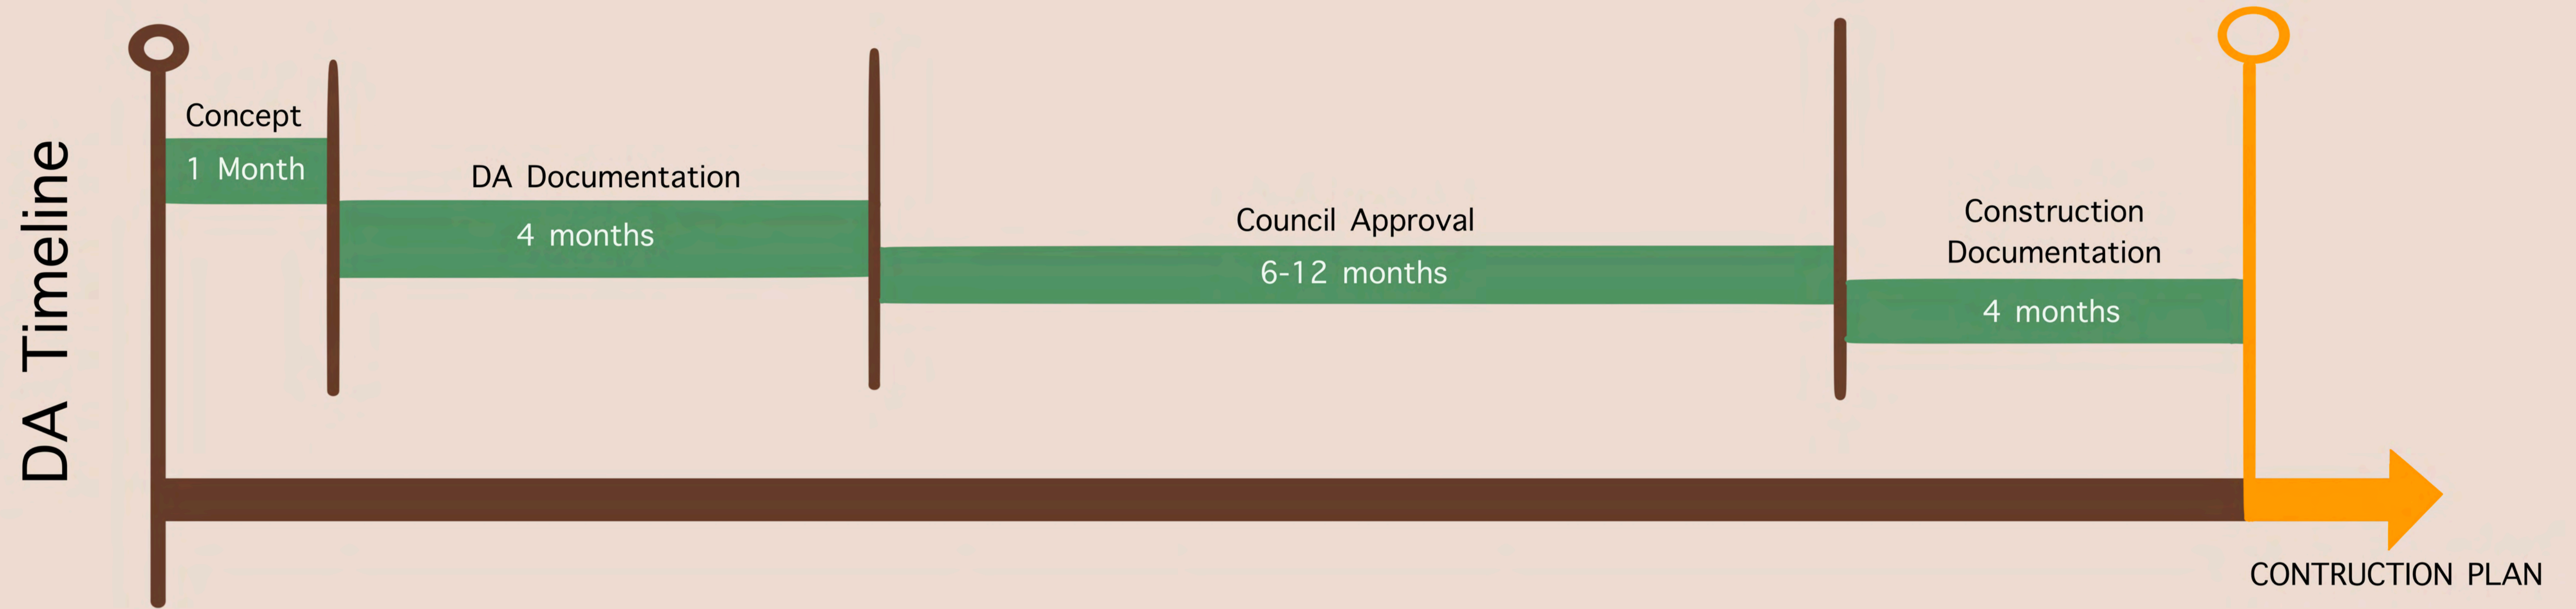 DA Timeline
Concept
1 Month
DA Documentation
4 months
Council Approval
6-12 months
Construction
Documentation
4 months
CONTRUCTION PLAN